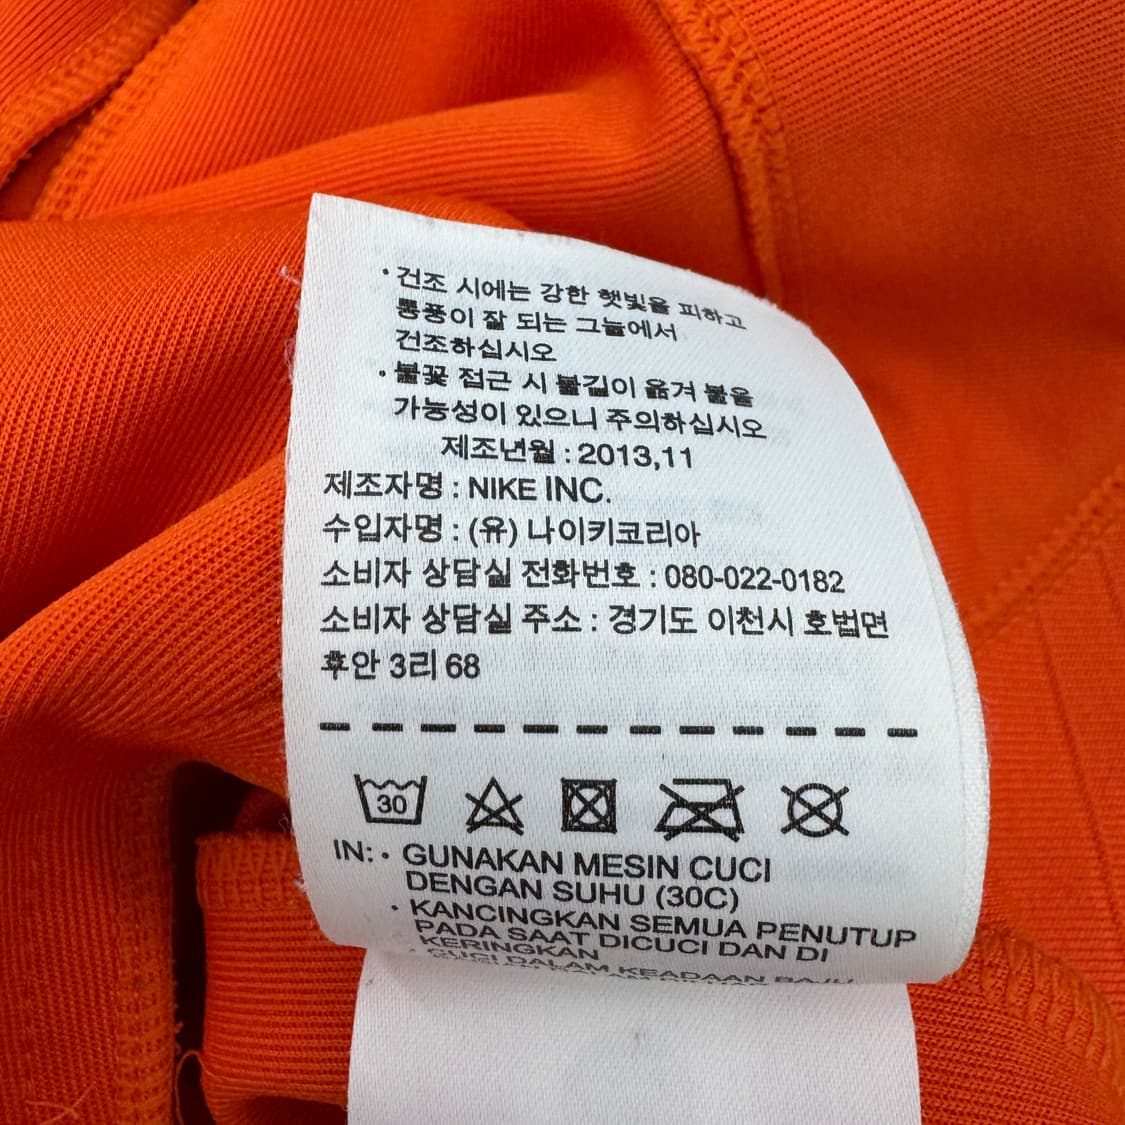 · 건조 시에는 강한 햇빛을 피하고
통풍이 잘 되는 그늘에서
건조하십시오
· 불꽃 접근 시 불길이 옮겨 붙을
가능성이 있으니 주의하십시오
제조년월 : 2013,11
제조자명 : NIKE INC.
수입자명 : (유) 나이키코리아
소비자 상담실 전화번호 : 080-022-0182
소비자 상담실 주소 : 경기도 이천시 호법면
후안 3리 68
30
IN: · GUNAKAN MESIN CUCI
DENGAN SUHU (30C)
· KANCINGKAN SEMUA PENUTUP
PADA SAAT DICUCI DAN DI
KERINGKAN
· CUCI DALAM KEADAAN BAJU